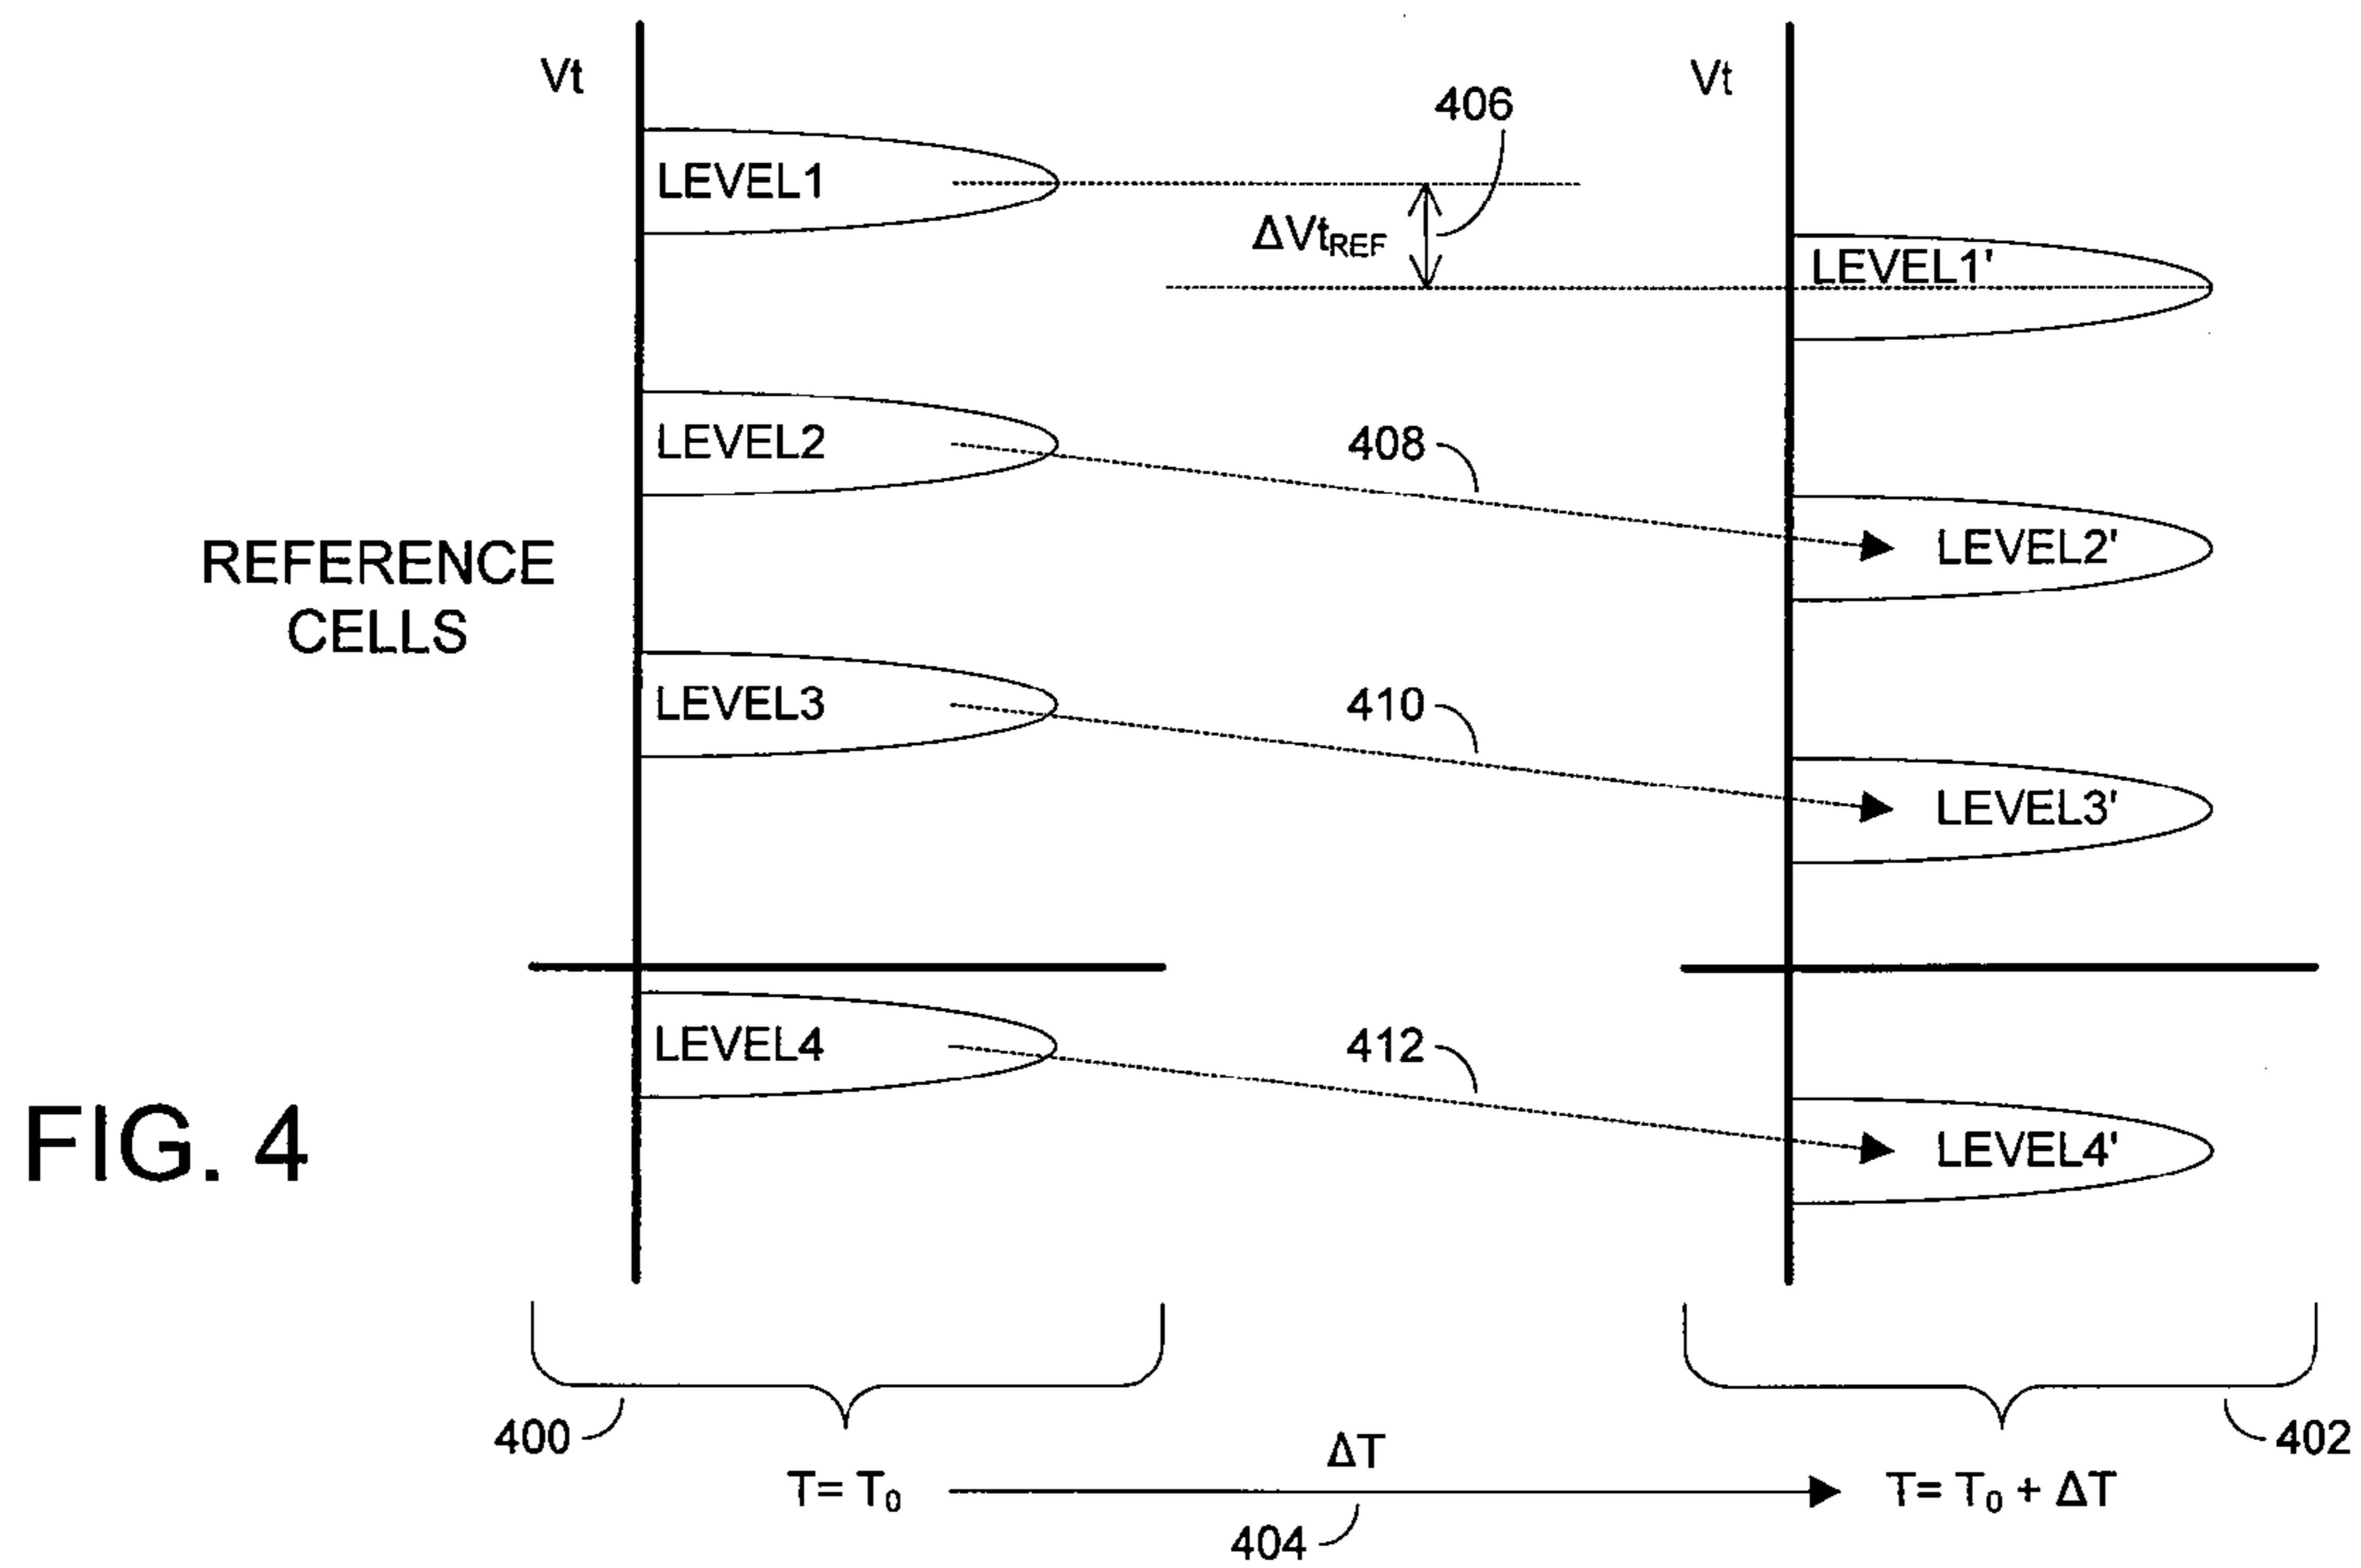 Vt
Vt
406
LEVEL1
ΔVtREF
LEVEL1'
LEVEL2
408
LEVEL2'
REFERENCE
CELLS
LEVEL3
410
LEVEL3'
LEVEL4
412
LEVEL4'
FIG. 4
400
402
ΔT
T= T₀
T= T₀ + ΔT
404